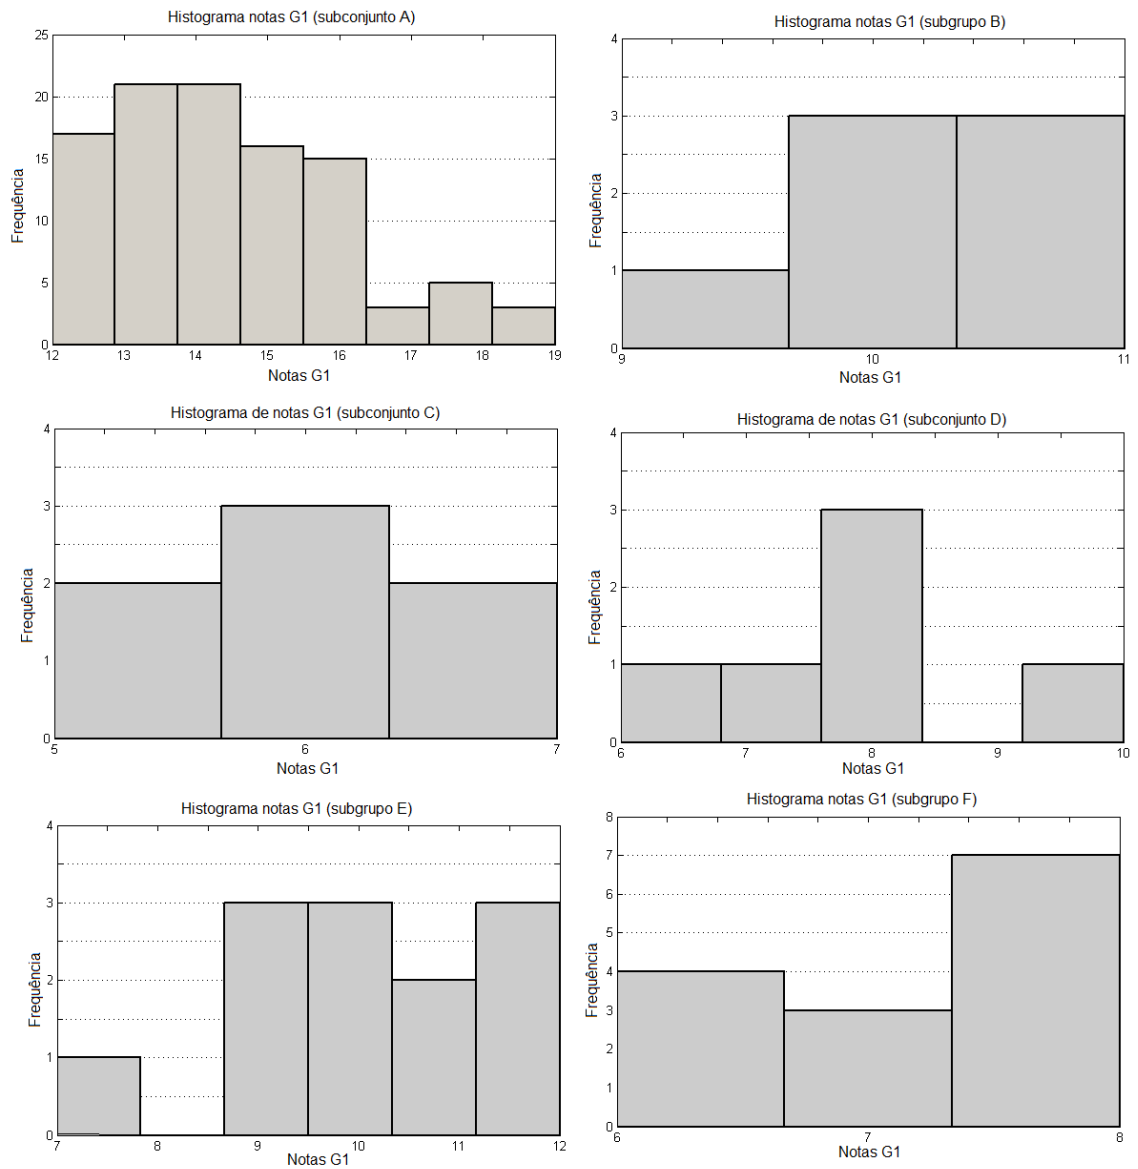 Histograma notas G1 (subconjunto A)
25
20
15
10
5
0
Frequência
12 13 14 15 16 17 18 19
Notas G1
Histograma notas G1 (subgrupo B)
4
3
2
1
0
Frequência
9 10 11
Notas G1
Histograma de notas G1 (subconjunto C)
4
3
2
1
0
Frequência
5 6 7
Notas G1
Histograma de notas G1 (subconjunto D)
4
3
2
1
0
Frequência
6 7 8 9 10
Notas G1
Histograma notas G1 (subgrupo E)
4
3
2
1
0
Frequência
7 8 9 10 11 12
Notas G1
Histograma notas G1 (subgrupo F)
8
7
6
5
4
3
2
1
0
Frequência
6 7 8
Notas G1